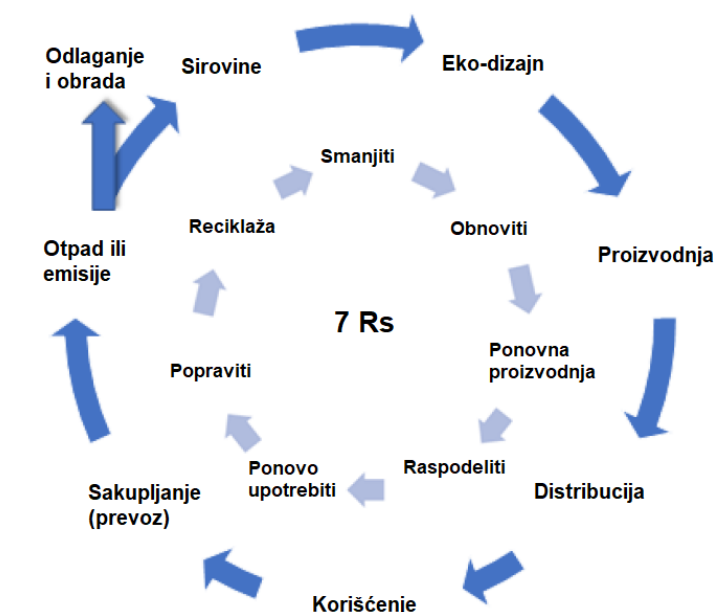 Odlaganje
i obrada
Sirovine
Eko-dizajn
Smanjiti
Reciklaža
Obnoviti
Otpad ili
emisije
Proizvodnja
7 Rs
Ponovna
proizvodnja
Popraviti
Ponovo
upotrebiti
Raspodeliti
Sakupljanje
(prevoz)
Distribucija
Korišćenje